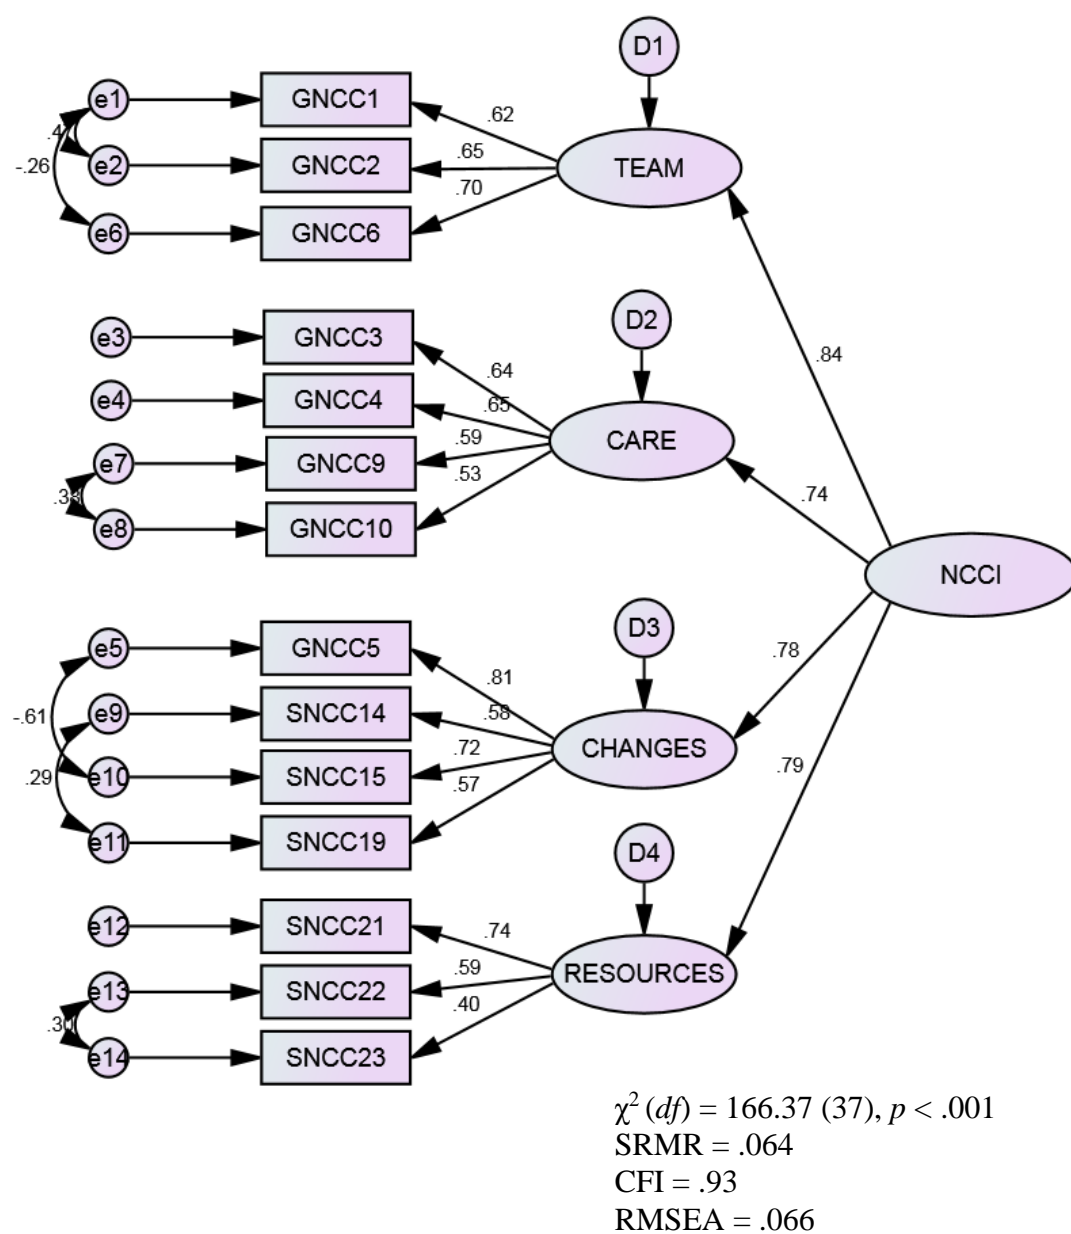 D1
e1
GNCC1
.62
e2
GNCC2
.65
TEAM
-.26
e6
GNCC6
.70
D2
e3
GNCC3
.64
e4
GNCC4
.65
CARE
.84
e7
GNCC9
.59
.74
e8
GNCC10
.53
NCCI
D3
e5
GNCC5
.81
.78
-.61
e9
SNCC14
.58
CHANGES
.29
e10
SNCC15
.72
.79
e11
SNCC19
.57
D4
e12
SNCC21
.74
e13
SNCC22
.59
RESOURCES
.30
e14
SNCC23
.40
χ² (df) = 166.37 (37), p < .001
SRMR = .064
CFI = .93
RMSEA = .066